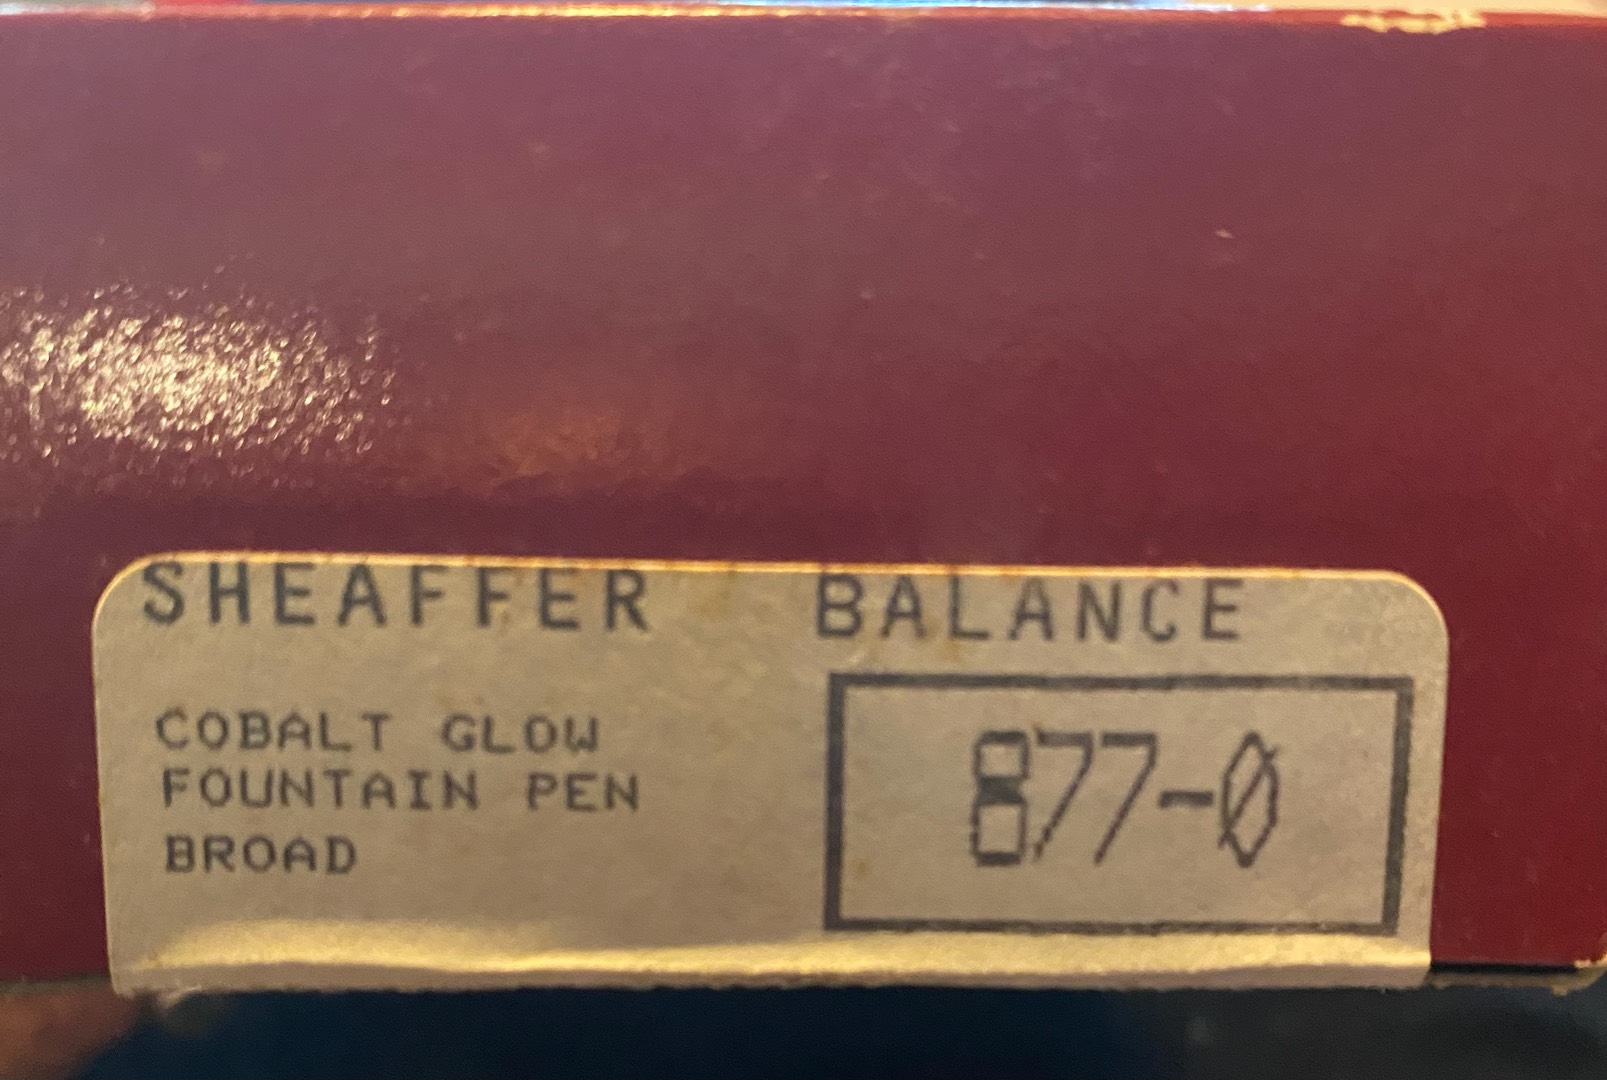 SHEAFFER BALANCE
COBALT GLOW
FOUNTAIN PEN
BROAD
877-0